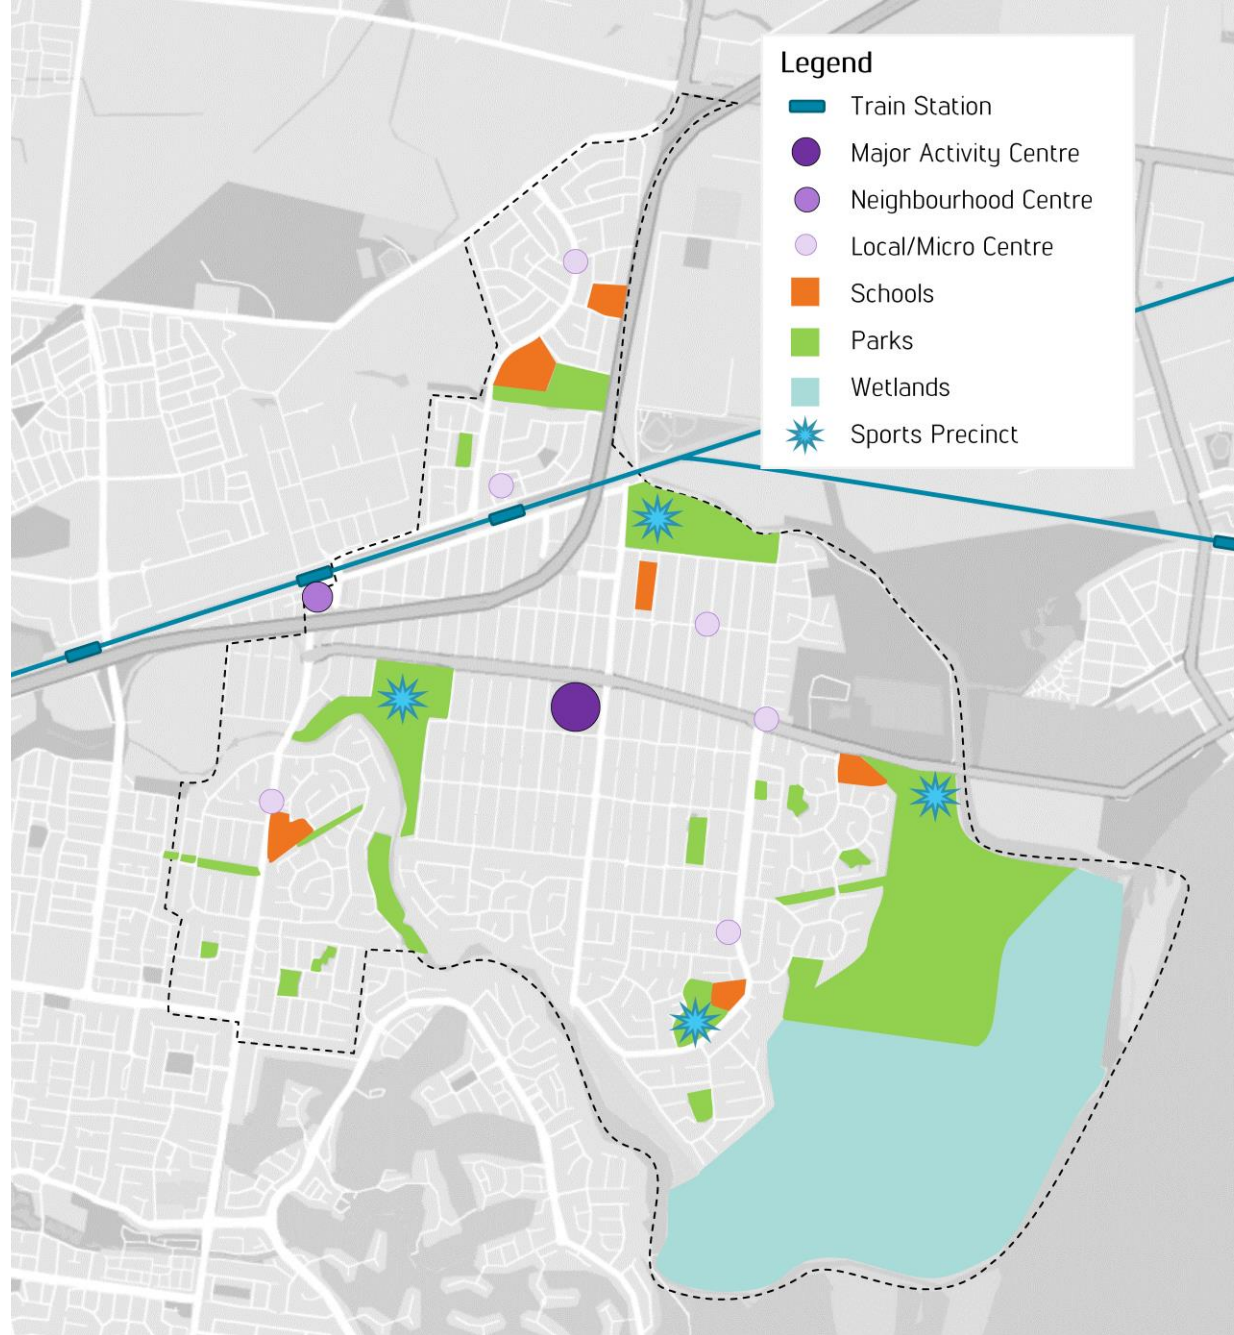 Legend
Train Station
Major Activity Centre
Neighbourhood Centre
Local/Micro Centre
Schools
Parks
Wetlands
Sports Precinct